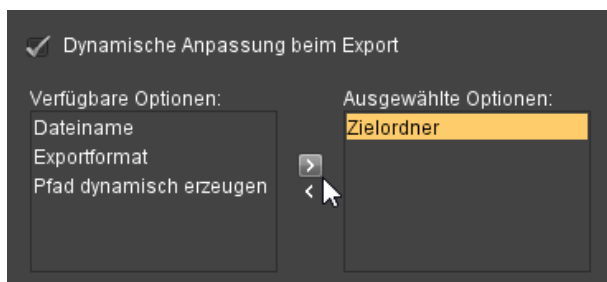 Dynamische Anpassung beim Export
Verfügbare Optionen:
Dateiname
Exportformat
Pfad dynamisch erzeugen
>
<
Ausgewählte Optionen:
Zielordner